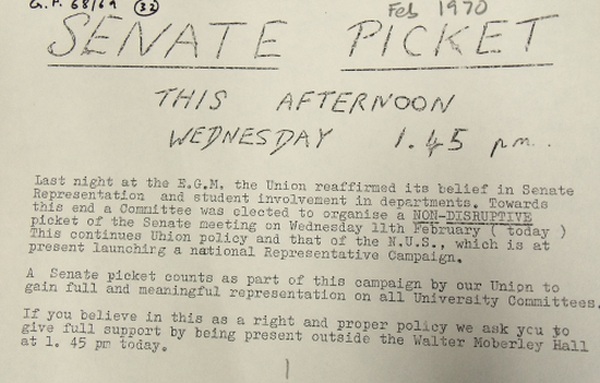 G.P. 68/69 (32)
Feb 1970
SENATE PICKET
THIS AFTERNOON
WEDNESDAY 1.45 pm.
Last night at the E.G.M. the Union reaffirmed its belief in Senate
Representation and student involvement in departments. Towards
this end a Committee was elected to organise a NON-DISRUPTIVE
picket of the Senate meeting on Wednesday 11th February ( today )
This continues Union policy and that of the N.U.S., which is at
present launching a national Representative Campaign.
A Senate picket counts as part of this campaign by our Union to
gain full and meaningful representation on all University Committees.
If you believe in this as a right and proper policy we ask you to
give full support by being present outside the Walter Moberley Hall
at 1. 45 pm today.